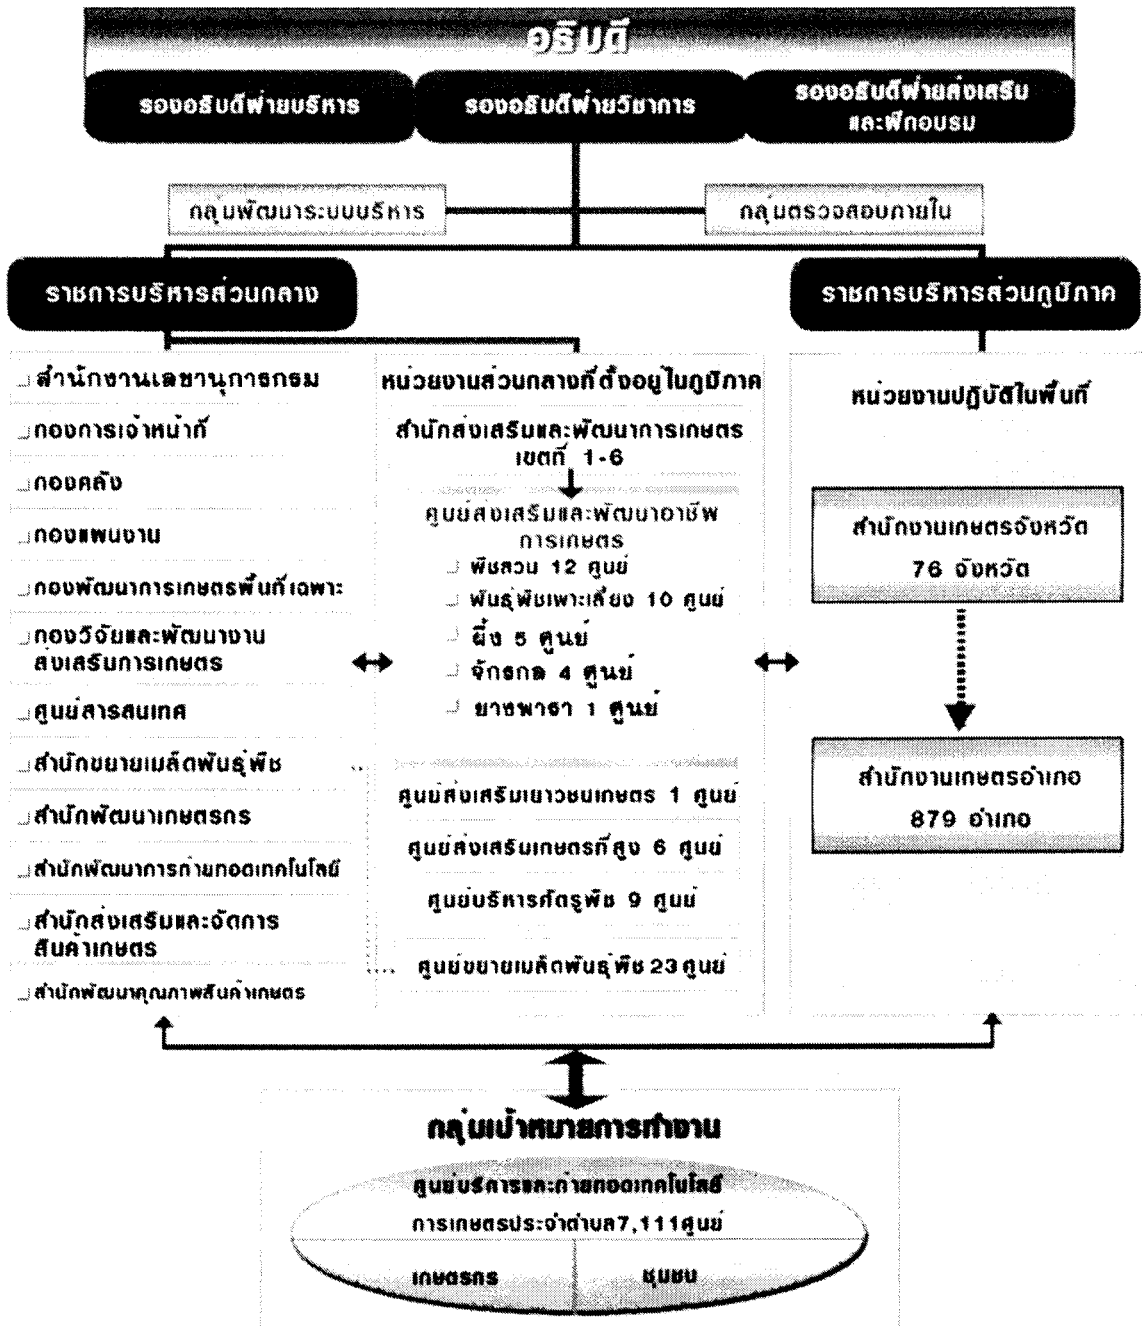 อธิบดี
รองอธิบดีฝ่ายบริหาร
รองอธิบดีฝ่ายวิชาการ
รองอธิบดีฝ่ายส่งเสริม
และฝึกอบรม
กลุ่มพัฒนาระบบบริหาร
กลุ่มตรวจสอบภายใน
ราชการบริหารส่วนกลาง
ราชการบริหารส่วนภูมิภาค
สำนักงานเลขานุการกรม
กองการเจ้าหน้าที่
กองคลัง
กองแผนงาน
กองพัฒนาการเกษตรพื้นที่เฉพาะ
กองวิจัยและพัฒนางาน
ส่งเสริมการเกษตร
ศูนย์สารสนเทศ
สำนักขยายเมล็ดพันธุ์พืช
สำนักพัฒนาเกษตรกร
สำนักพัฒนาการถ่ายทอดเทคโนโลยี
สำนักส่งเสริมและจัดการ
สินค้าเกษตร
สำนักพัฒนาคุณภาพสินค้าเกษตร
หน่วยงานส่วนกลางที่ตั้งอยู่ในภูมิภาค
สำนักส่งเสริมและพัฒนาการเกษตร
เขตที่ 1-6
ศูนย์ส่งเสริมและพัฒนาอาชีพ
การเกษตร
พืชสวน 12 ศูนย์
พันธุ์พืชเพาะเลี้ยง 10 ศูนย์
ผึ้ง 5 ศูนย์
จักรกล 4 ศูนย์
ยางพารา 1 ศูนย์
ศูนย์ส่งเสริมเยาวชนเกษตร 1 ศูนย์
ศูนย์ส่งเสริมเกษตรที่สูง 6 ศูนย์
ศูนย์บริหารศัตรูพืช 9 ศูนย์
ศูนย์ขยายเมล็ดพันธุ์พืช 23 ศูนย์
หน่วยงานปฏิบัติในพื้นที่
สำนักงานเกษตรจังหวัด
76 จังหวัด
สำนักงานเกษตรอำเภอ
879 อำเภอ
กลุ่มเป้าหมายการทำงาน
ศูนย์บริการและถ่ายทอดเทคโนโลยี
การเกษตรประจำตำบล7,111ศูนย์
เกษตรกร
ชุมชน